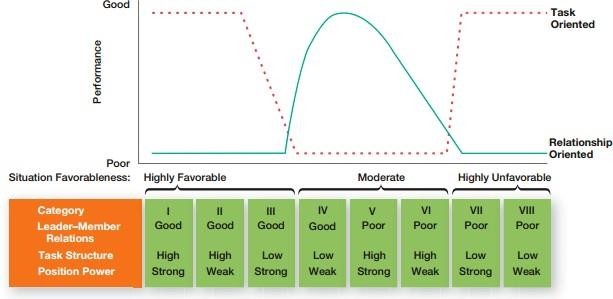 Good
Performance
Poor
Task
Oriented
Relationship
Oriented
Situation Favorableness: Highly Favorable Moderate Highly Unfavorable
Category I II III IV V VI VII VIII
Leader–Member Good Good Good Good Poor Poor Poor Poor
Relations
Task Structure High High Low Low High High Low Low
Position Power Strong Weak Strong Weak Strong Weak Strong Weak